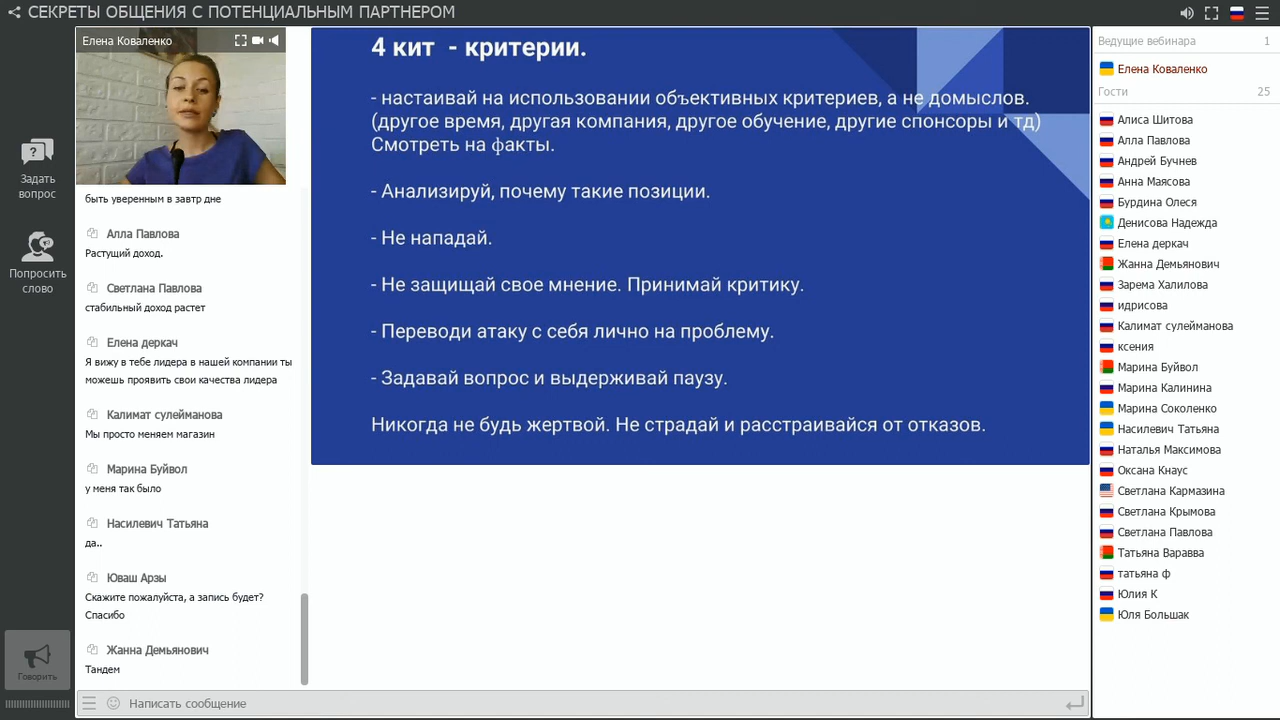 СЕКРЕТЫ ОБЩЕНИЯ С ПОТЕНЦИАЛЬНЫМ ПАРТНЕРОМ
Елена Коваленко
Задать
вопрос
Попросить
слово
Говорить
быть уверенным в завтр дне
Алла Павлова
Растущий доход.
Светлана Павлова
стабильный доход растет
Елена деркач
Я вижу в тебе лидера в нашей компании ты
можешь проявить свои качества лидера
Калимат сулейманова
Мы просто меняем магазин
Марина Буйвол
у меня так было
Насилевич Татьяна
да..
Юваш Арзы
Скажите пожалуйста, а запись будет?
Спасибо
Жанна Демьянович
Тандем
Написать сообщение
4 кит - критерии.
- настаивай на использовании объективных критериев, а не домыслов.
(другое время, другая компания, другое обучение, другие спонсоры и тд)
Смотреть на факты.
- Анализируй, почему такие позиции.
- Не нападай.
- Не защищай свое мнение. Принимай критику.
- Переводи атаку с себя лично на проблему.
- Задавай вопрос и выдерживай паузу.
Никогда не будь жертвой. Не страдай и расстраивайся от отказов.
Ведущие вебинара 1
Елена Коваленко
Гости 25
Алиса Шитова
Алла Павлова
Андрей Бучнев
Анна Маясова
Бурдина Олеся
Денисова Надежда
Елена деркач
Жанна Демьянович
Зарема Халилова
идрисова
Калимат сулейманова
ксения
Марина Буйвол
Марина Калинина
Марина Соколенко
Насилевич Татьяна
Наталья Максимова
Оксана Кнаус
Светлана Кармазина
Светлана Крымова
Светлана Павлова
Татьяна Варавва
татьяна ф
Юлия К
Юля Большак